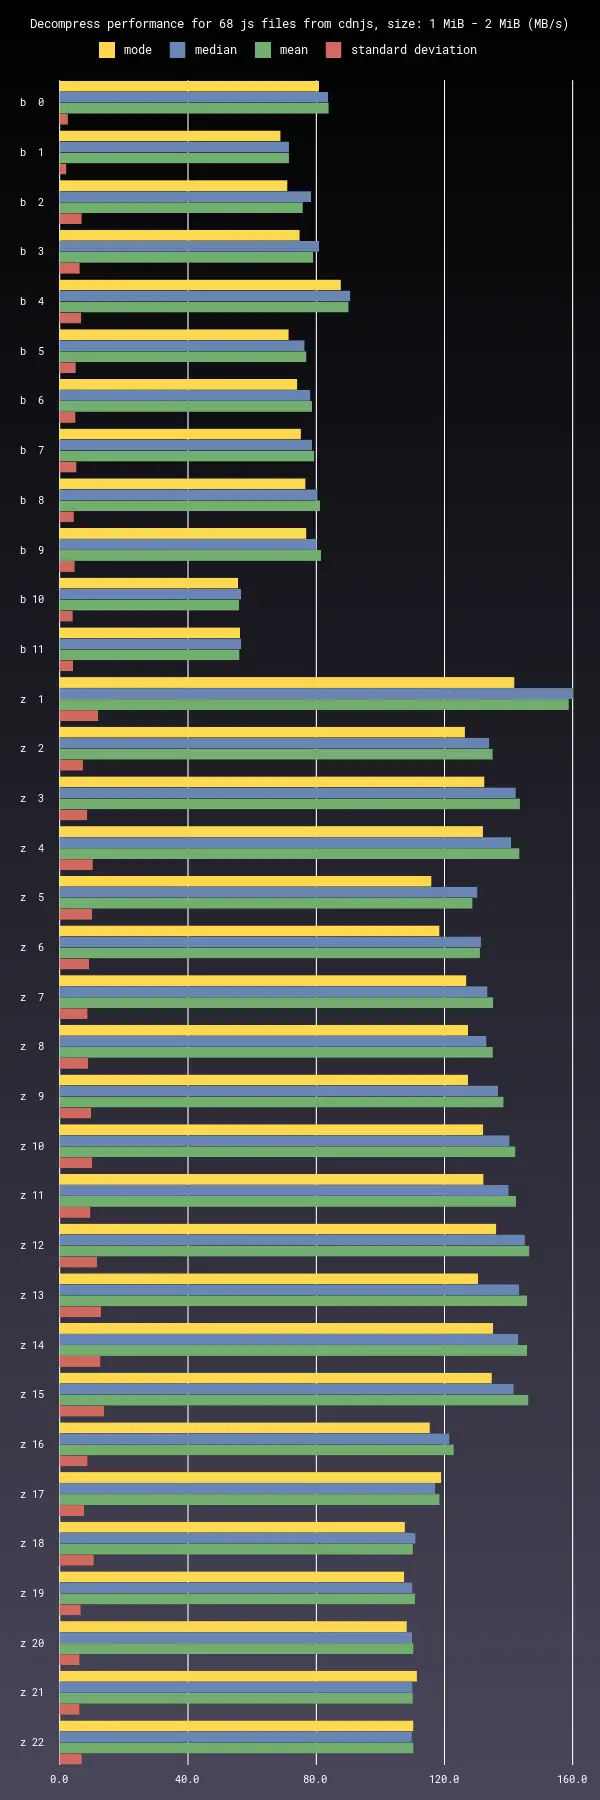 Decompress performance for 68 js files from cdnjs, size: 1 MiB - 2 MiB (MB/s)
mode median mean standard deviation
b 0
b 1
b 2
b 3
b 4
b 5
b 6
b 7
b 8
b 9
b 10
b 11
z 1
z 2
z 3
z 4
z 5
z 6
z 7
z 8
z 9
z 10
z 11
z 12
z 13
z 14
z 15
z 16
z 17
z 18
z 19
z 20
z 21
z 22
0.0 40.0 80.0 120.0 160.0